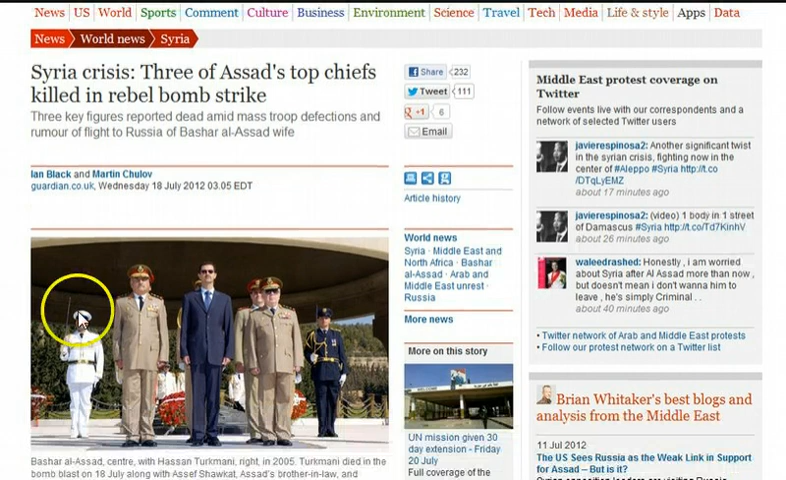 News US World Sports Comment Culture Business Environment Science Travel Tech Media Life & style Apps Data
News World news Syria
Syria crisis: Three of Assad's top chiefs
killed in rebel bomb strike
Three key figures reported dead amid mass troop defections and
rumour of flight to Russia of Bashar al-Assad wife
Ian Black and Martin Chulov
guardian.co.uk, Wednesday 18 July 2012 03.05 EDT
Bashar al-Assad, centre, with Hassan Turkmani, right, in 2005. Turkmani died in the
bomb blast on 18 July along with Assef Shawkat, Assad's brother-in-law, and
Share 232
Tweet 111
+1 6
Email
Article history
World news
Syria · Middle East and
North Africa · Bashar
al-Assad · Arab and
Middle East unrest ·
Russia
More news
More on this story
UN mission given 30
day extension - Friday
20 July
Full coverage of the
Middle East protest coverage on
Twitter
Follow events live with our correspondents and a
network of selected Twitter users
javierespinosa2: Another significant twist
in the syrian crisis, fighting now in the
center of #Aleppo #Syria http://t.co
/DTqLyEMZ
about 17 minutes ago
javierespinosa2: (video) 1 body in 1 street
of Damascus #Syria http://t.co/Td7KinhV
about 26 minutes ago
waleedrashed: Honestly , i am worried
about Syria after Al Assad more than now ,
but doesn't mean i don't wanna him to
leave , he's simply Criminal . .
about 40 minutes ago
• Twitter network of Arab and Middle East protests
• Follow our protest network on a Twitter list
Brian Whitaker's best blogs and
analysis from the Middle East
11 Jul 2012
The US Sees Russia as the Weak Link in Support
for Assad – But is it?
Syrian opposition leaders are visiting Russia